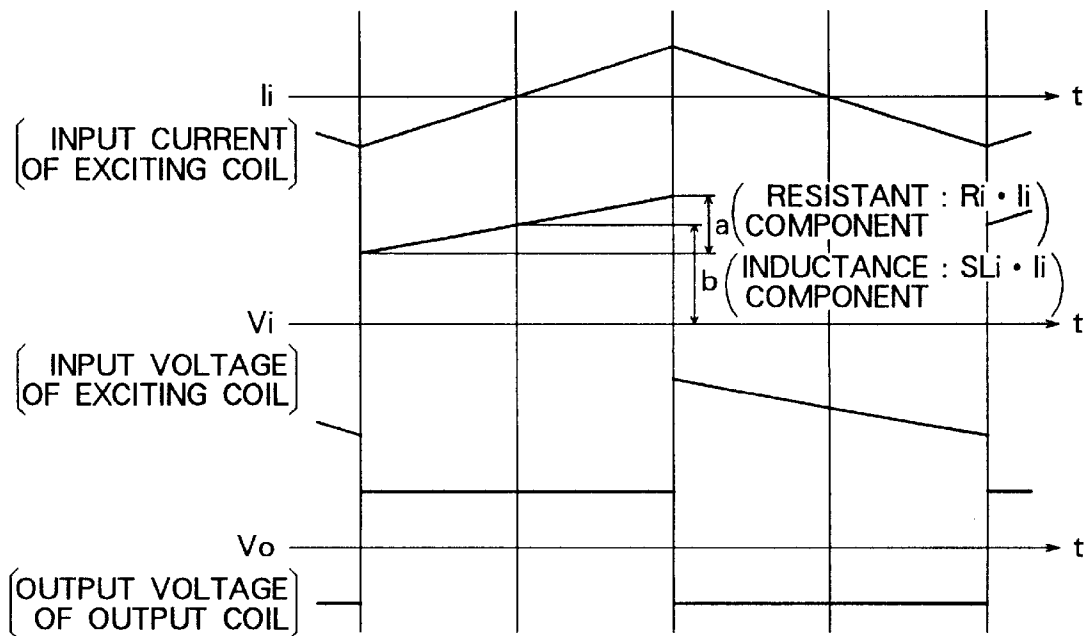 Ii
t
INPUT CURRENT
OF EXCITING COIL
a
RESISTANT : Ri · Ii
COMPONENT
b
INDUCTANCE : SLi · Ii
COMPONENT
Vi
t
INPUT VOLTAGE
OF EXCITING COIL
Vo
t
OUTPUT VOLTAGE
OF OUTPUT COIL